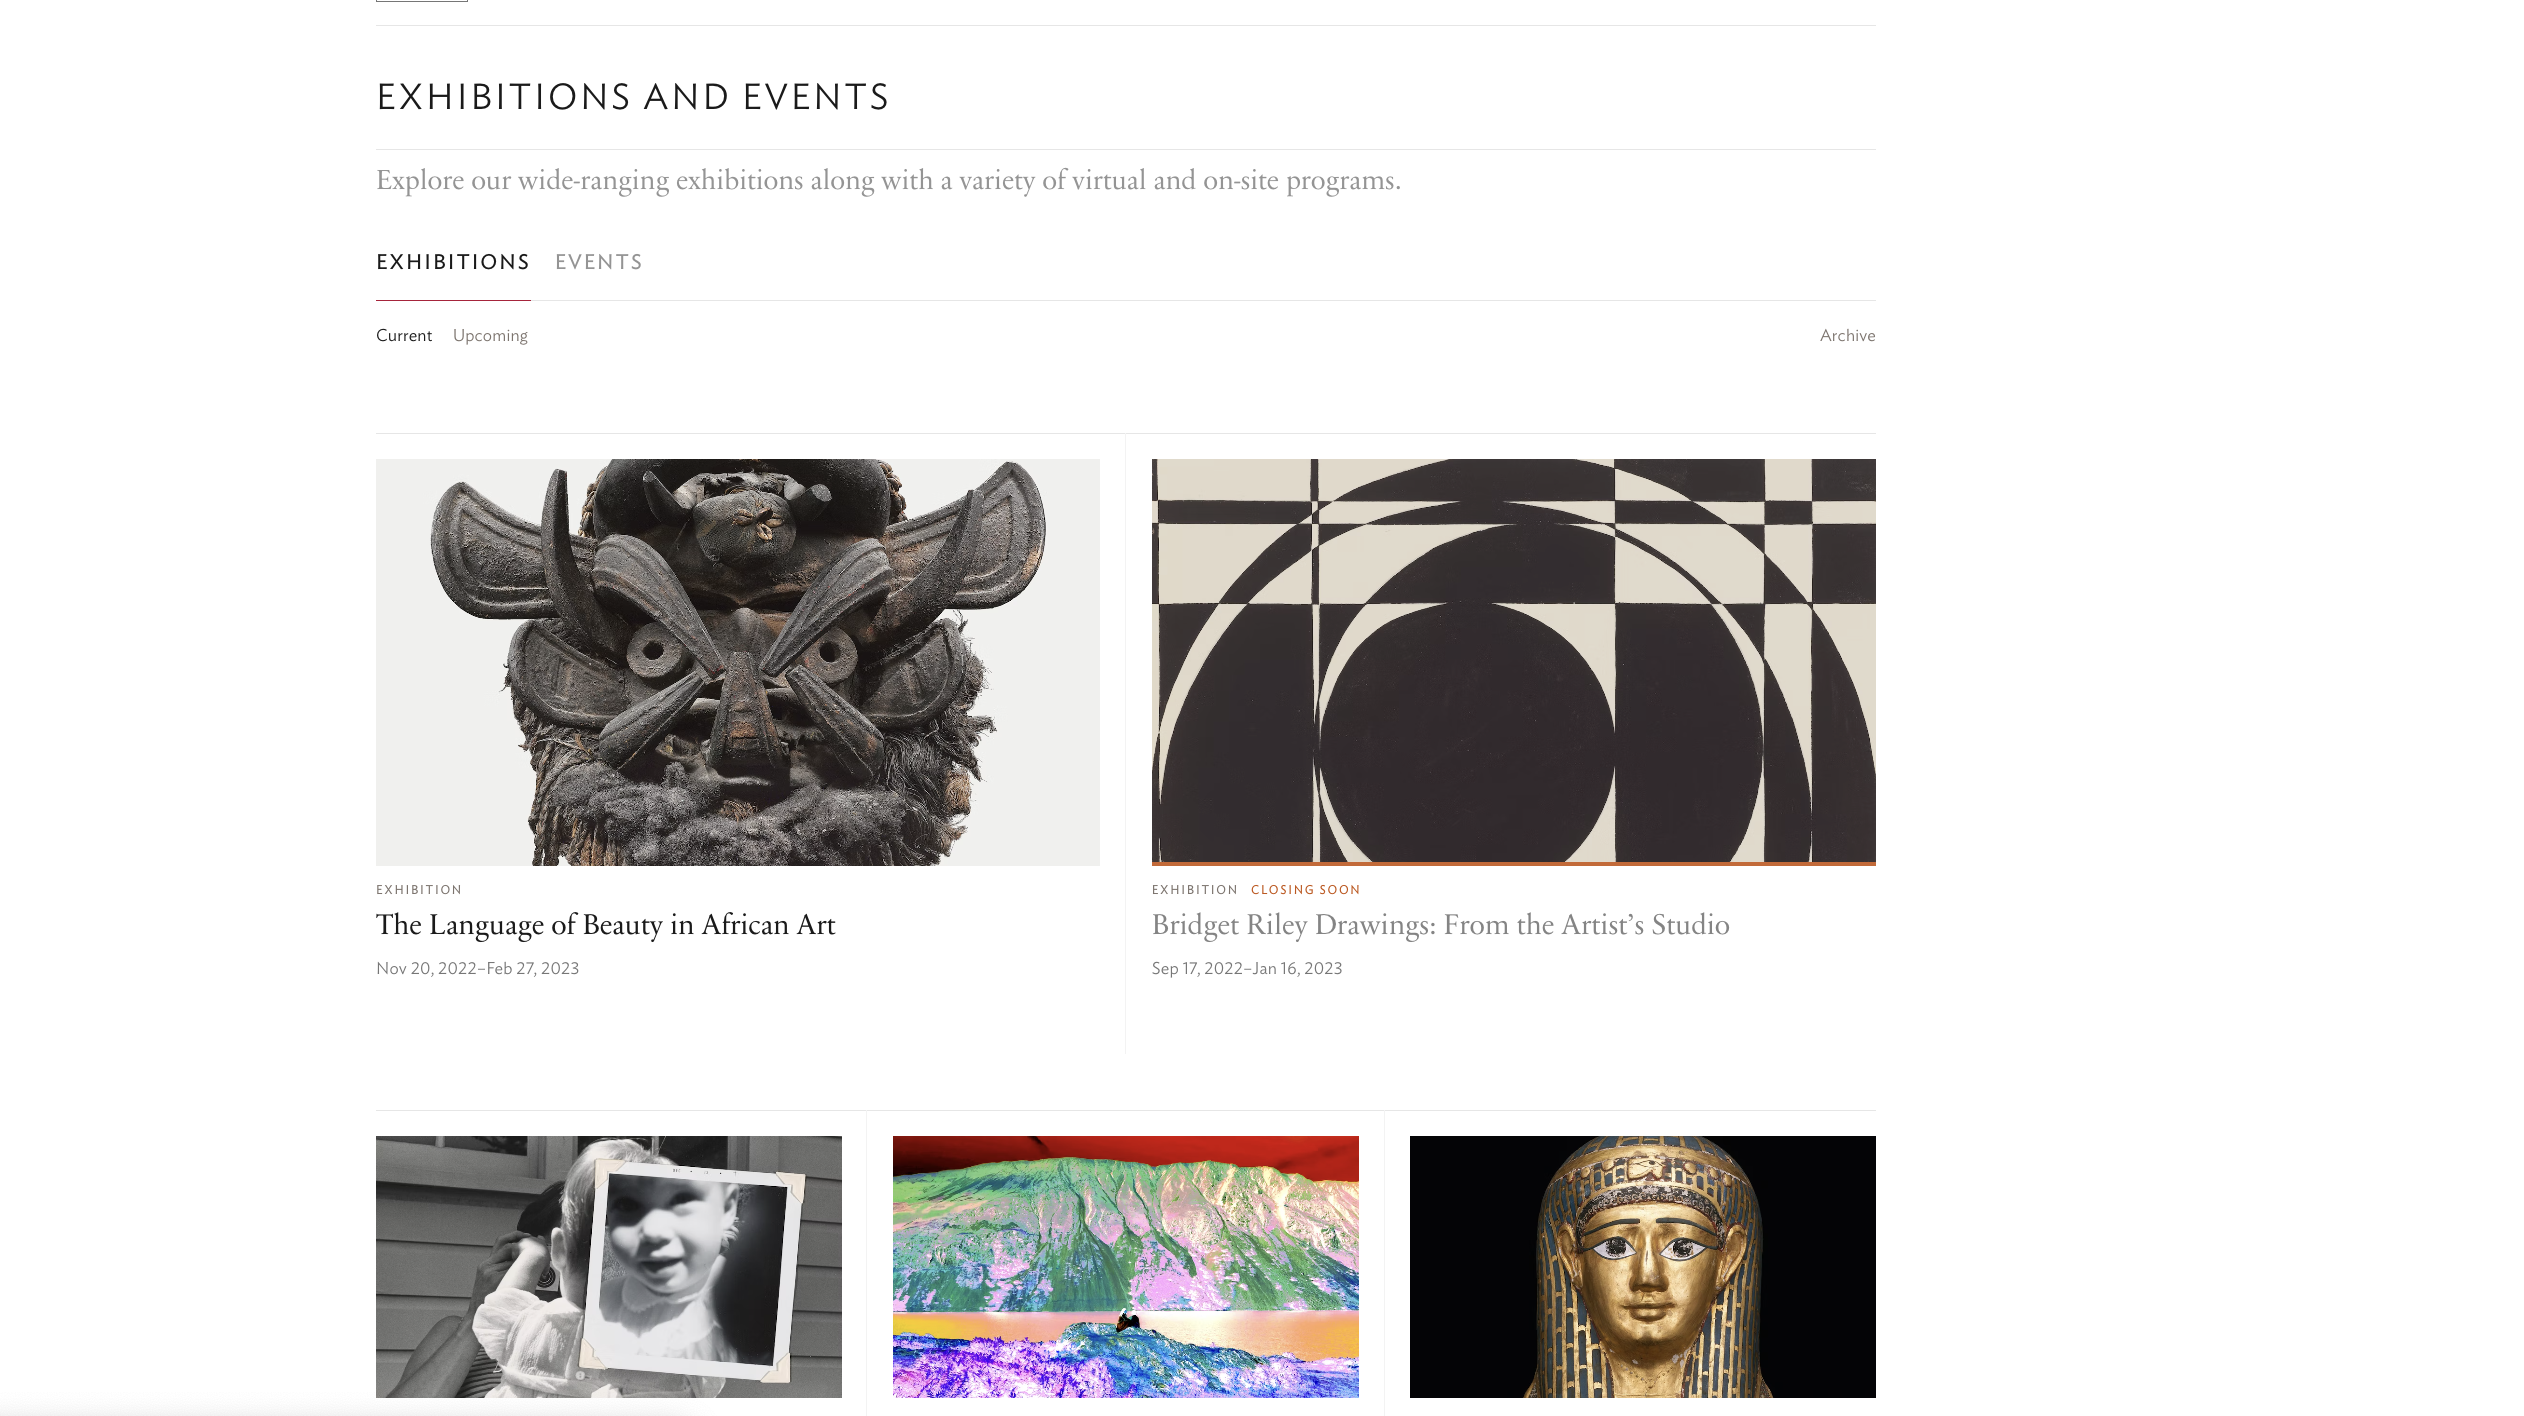 EXHIBITIONS AND EVENTS
Explore our wide-ranging exhibitions along with a variety of virtual and on-site programs.
EXHIBITIONS EVENTS
Current Upcoming Archive
EXHIBITION
The Language of Beauty in African Art
Nov 20, 2022–Feb 27, 2023
EXHIBITION CLOSING SOON
Bridget Riley Drawings: From the Artist’s Studio
Sep 17, 2022–Jan 16, 2023